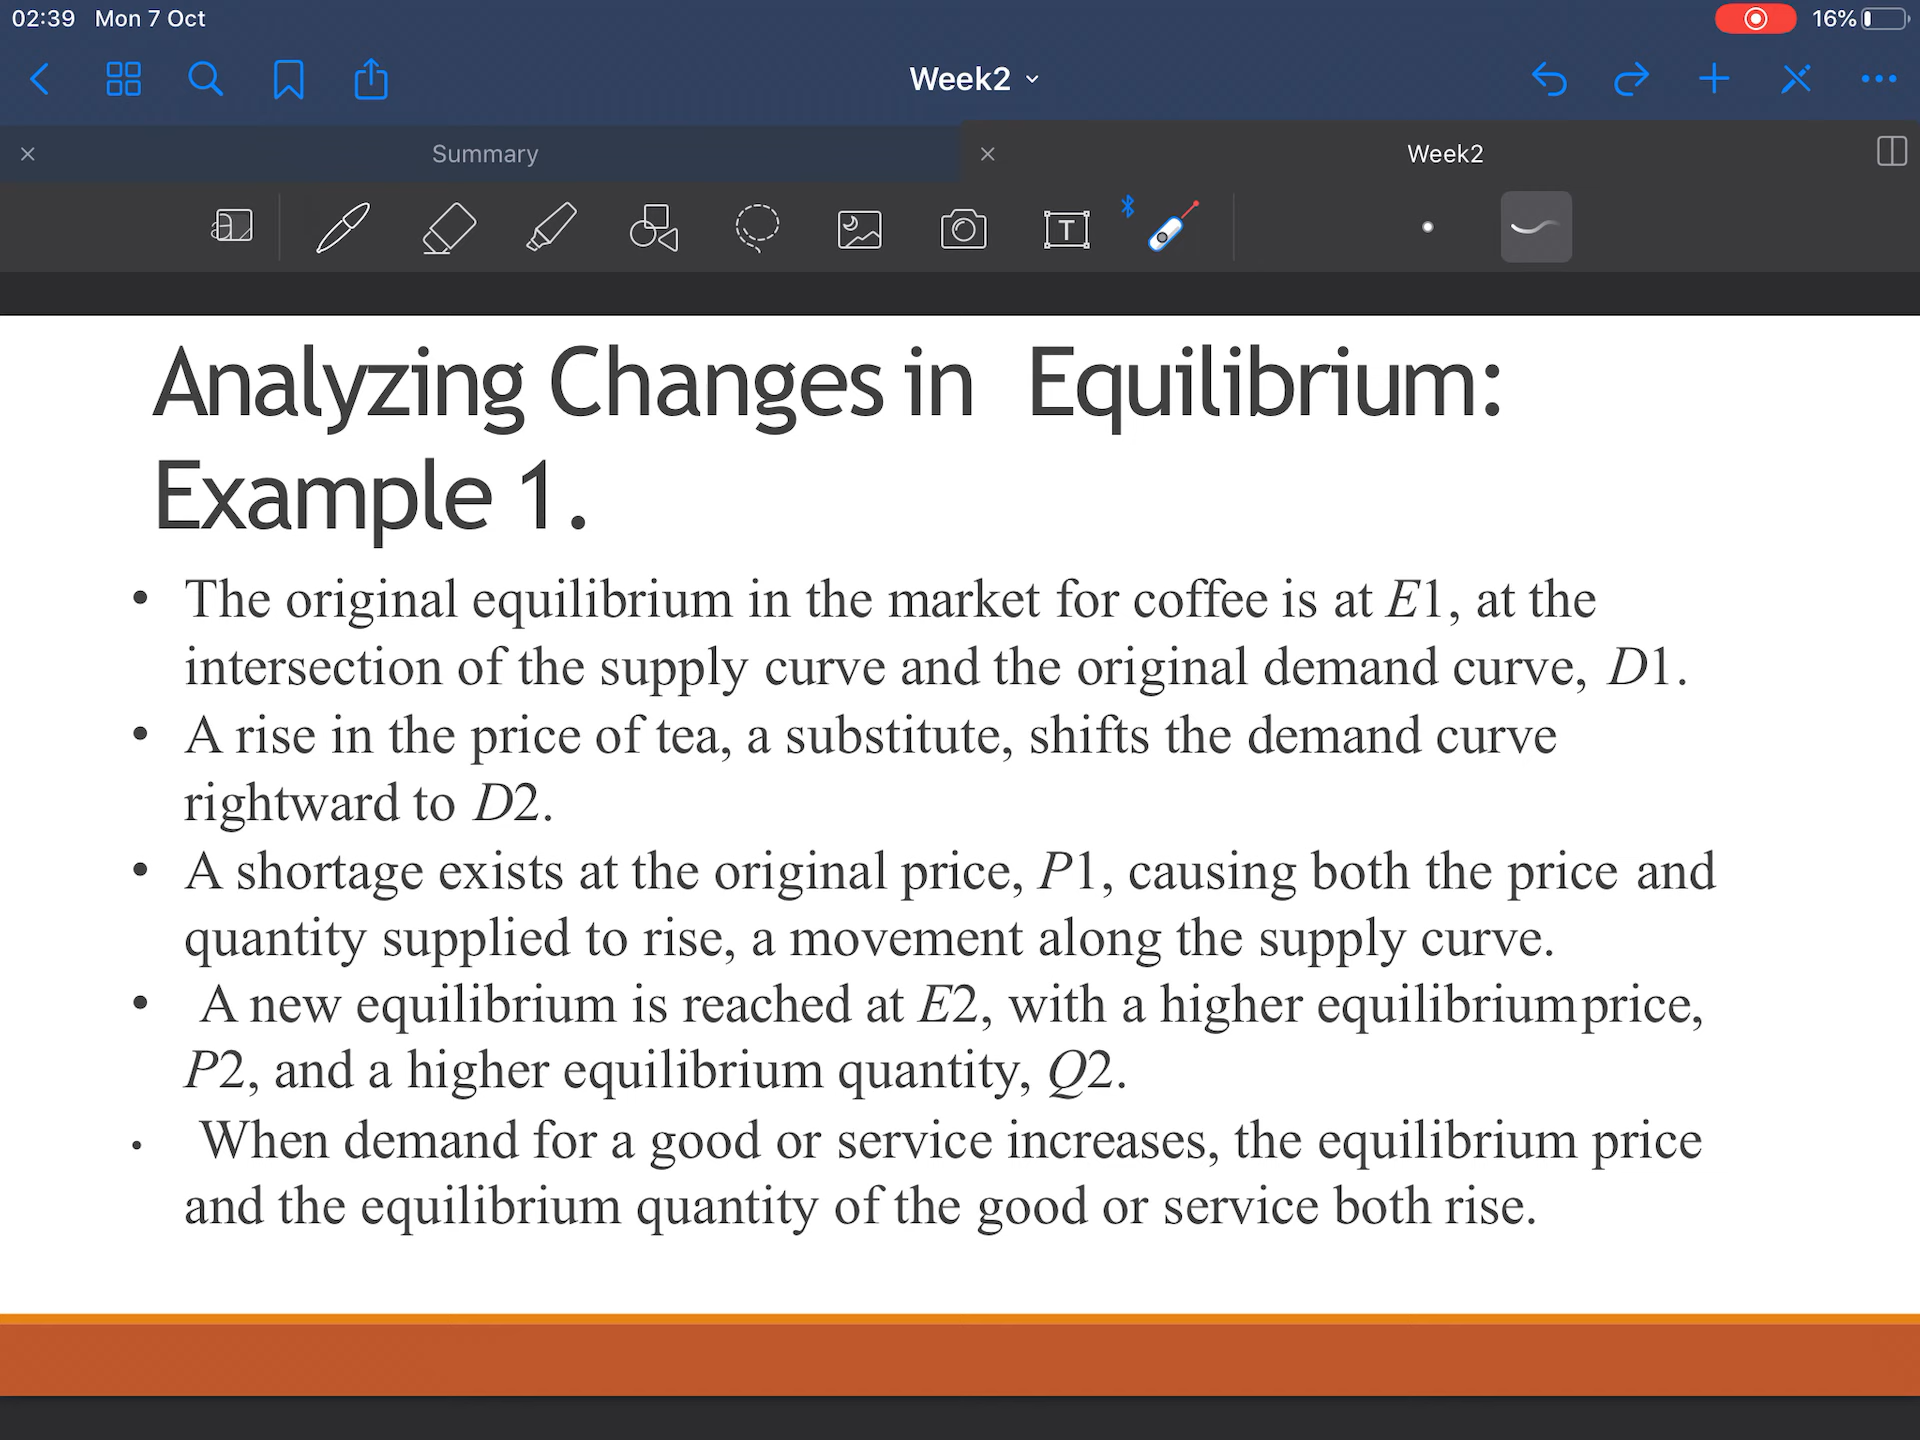 02:39 Mon 7 Oct
16%
Week2
Summary
Week2
T
Analyzing Changes in Equilibrium:
Example 1.
• The original equilibrium in the market for coffee is at E1, at the
intersection of the supply curve and the original demand curve, D1.
• A rise in the price of tea, a substitute, shifts the demand curve
rightward to D2.
• A shortage exists at the original price, P1, causing both the price and
quantity supplied to rise, a movement along the supply curve.
• A new equilibrium is reached at E2, with a higher equilibriumprice,
P2, and a higher equilibrium quantity, Q2.
• When demand for a good or service increases, the equilibrium price
and the equilibrium quantity of the good or service both rise.